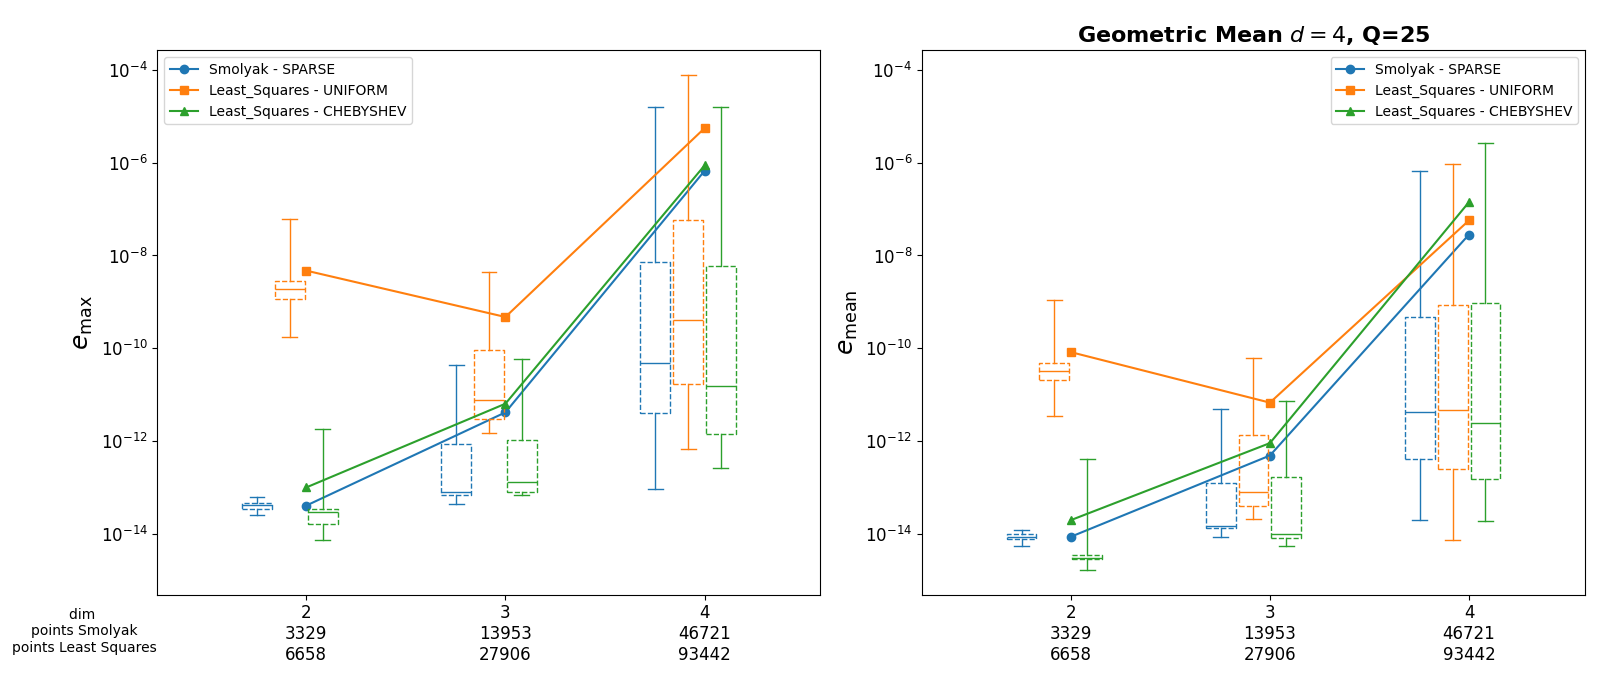 Geometric Mean d = 4, Q=25
Smolyak - SPARSE
Least_Squares - UNIFORM
Least_Squares - CHEBYSHEV
10⁻⁴
10⁻⁶
10⁻⁸
10⁻¹⁰
10⁻¹²
10⁻¹⁴
e_max
dim
points Smolyak
points Least Squares
2 3 4
3329 13953 46721
6658 27906 93442
Smolyak - SPARSE
Least_Squares - UNIFORM
Least_Squares - CHEBYSHEV
10⁻⁴
10⁻⁶
10⁻⁸
10⁻¹⁰
10⁻¹²
10⁻¹⁴
e_mean
2 3 4
3329 13953 46721
6658 27906 93442